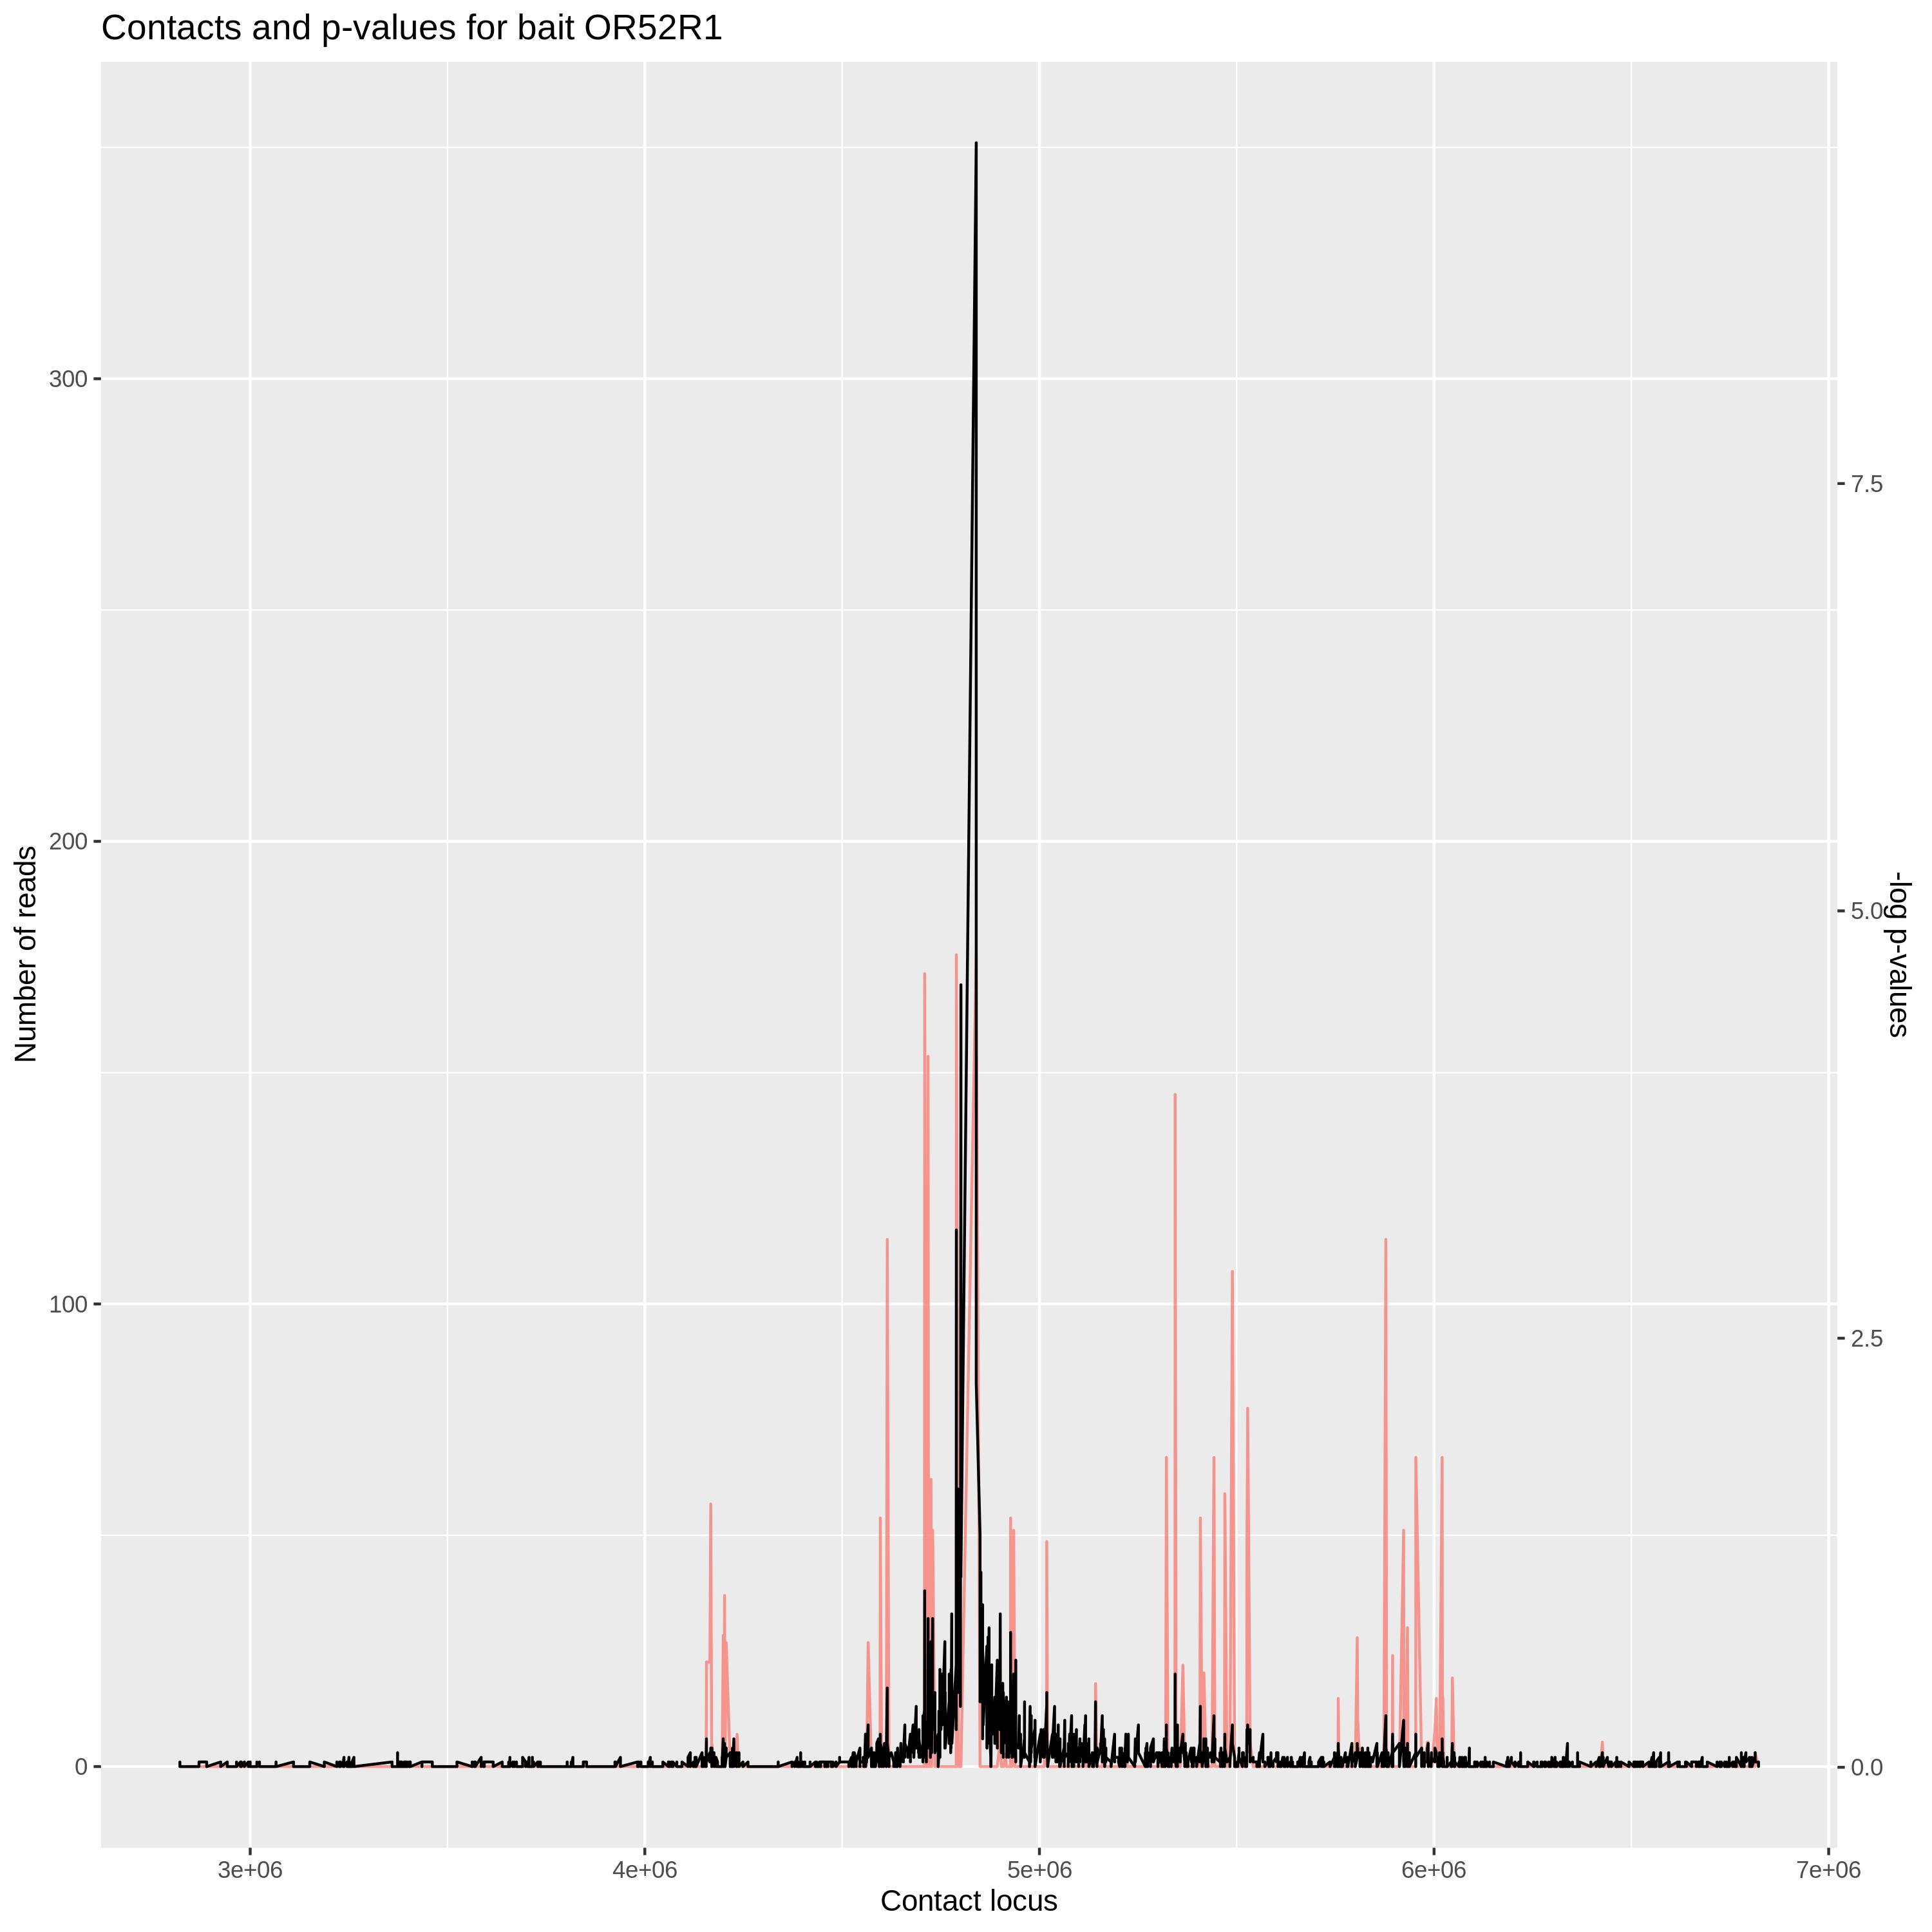 Contacts and p-values for bait OR52R1
300
200
100
0
Number of reads
7.5
5.0
2.5
0.0
-log p-values
3e+06
4e+06
5e+06
6e+06
7e+06
Contact locus